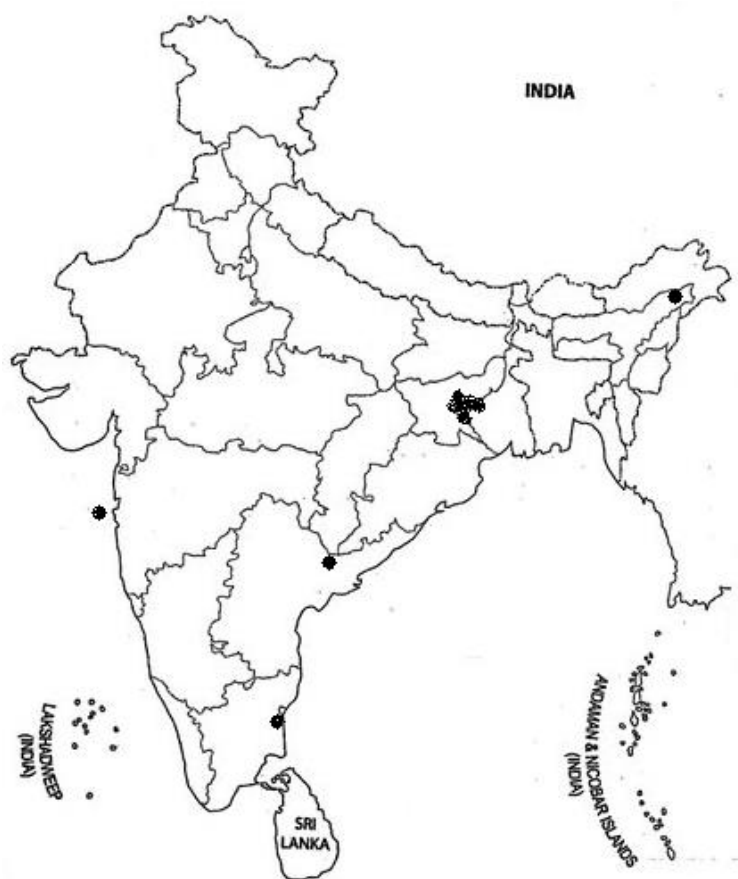 INDIA
LAKSHADWEEP
(INDIA)
ANDAMAN & NICOBAR ISLANDS
(INDIA)
SRI
LANKA